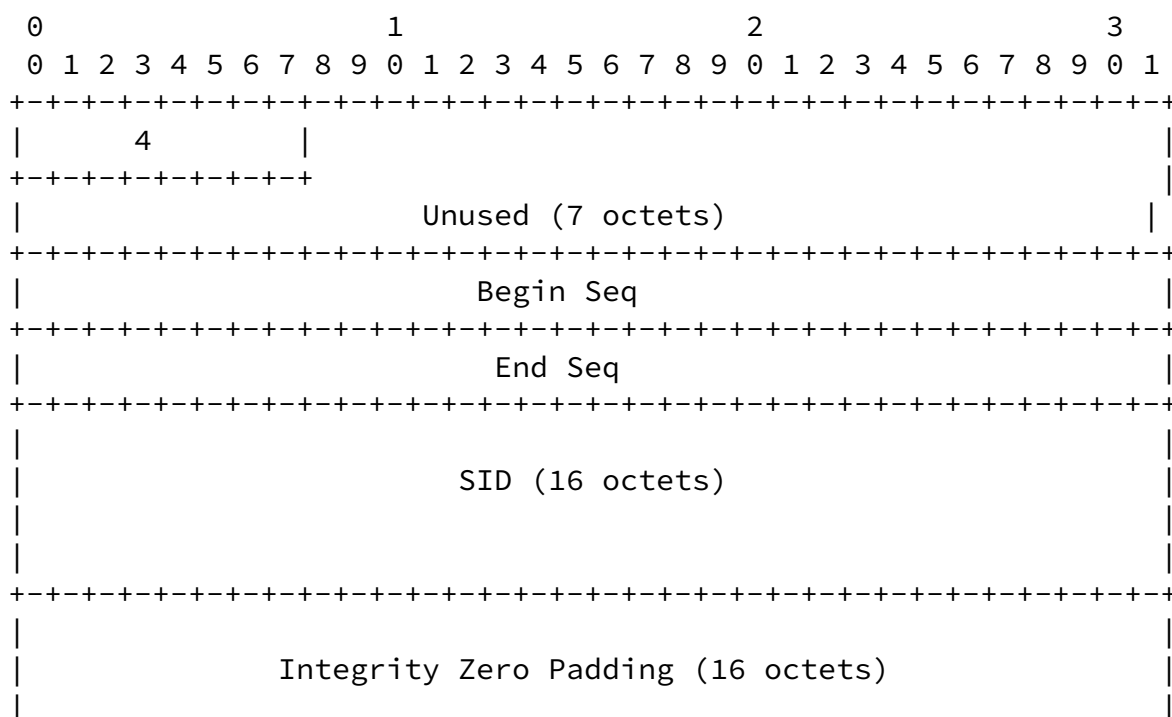 0                   1                   2                   3
 0 1 2 3 4 5 6 7 8 9 0 1 2 3 4 5 6 7 8 9 0 1 2 3 4 5 6 7 8 9 0 1
+-+-+-+-+-+-+-+-+-+-+-+-+-+-+-+-+-+-+-+-+-+-+-+-+-+-+-+-+-+-+-+-+
|      4        |                                               |
+-+-+-+-+-+-+-+-+                                               |
|                      Unused (7 octets)                       |
+-+-+-+-+-+-+-+-+-+-+-+-+-+-+-+-+-+-+-+-+-+-+-+-+-+-+-+-+-+-+-+-+
|                         Begin Seq                             |
+-+-+-+-+-+-+-+-+-+-+-+-+-+-+-+-+-+-+-+-+-+-+-+-+-+-+-+-+-+-+-+-+
|                          End Seq                              |
+-+-+-+-+-+-+-+-+-+-+-+-+-+-+-+-+-+-+-+-+-+-+-+-+-+-+-+-+-+-+-+-+
|                                                               |
|                        SID (16 octets)                        |
|                                                               |
|                                                               |
+-+-+-+-+-+-+-+-+-+-+-+-+-+-+-+-+-+-+-+-+-+-+-+-+-+-+-+-+-+-+-+-+
|                                                               |
|              Integrity Zero Padding (16 octets)               |
|                                                               |